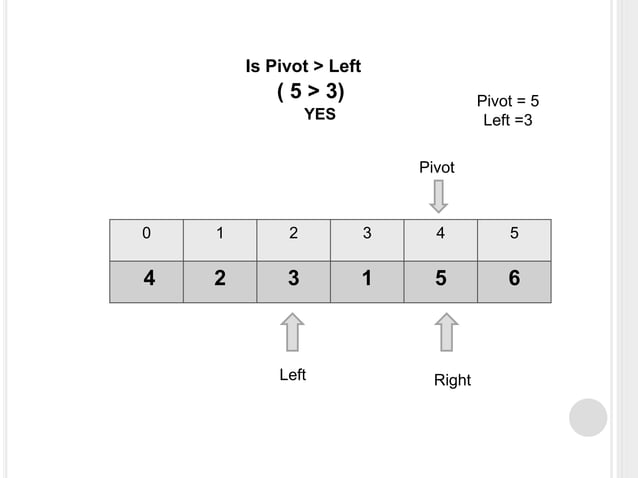 Is Pivot > Left
( 5 > 3)
YES
Pivot = 5
Left =3
Pivot
0 1 2 3 4 5
4 2 3 1 5 6
Left
Right